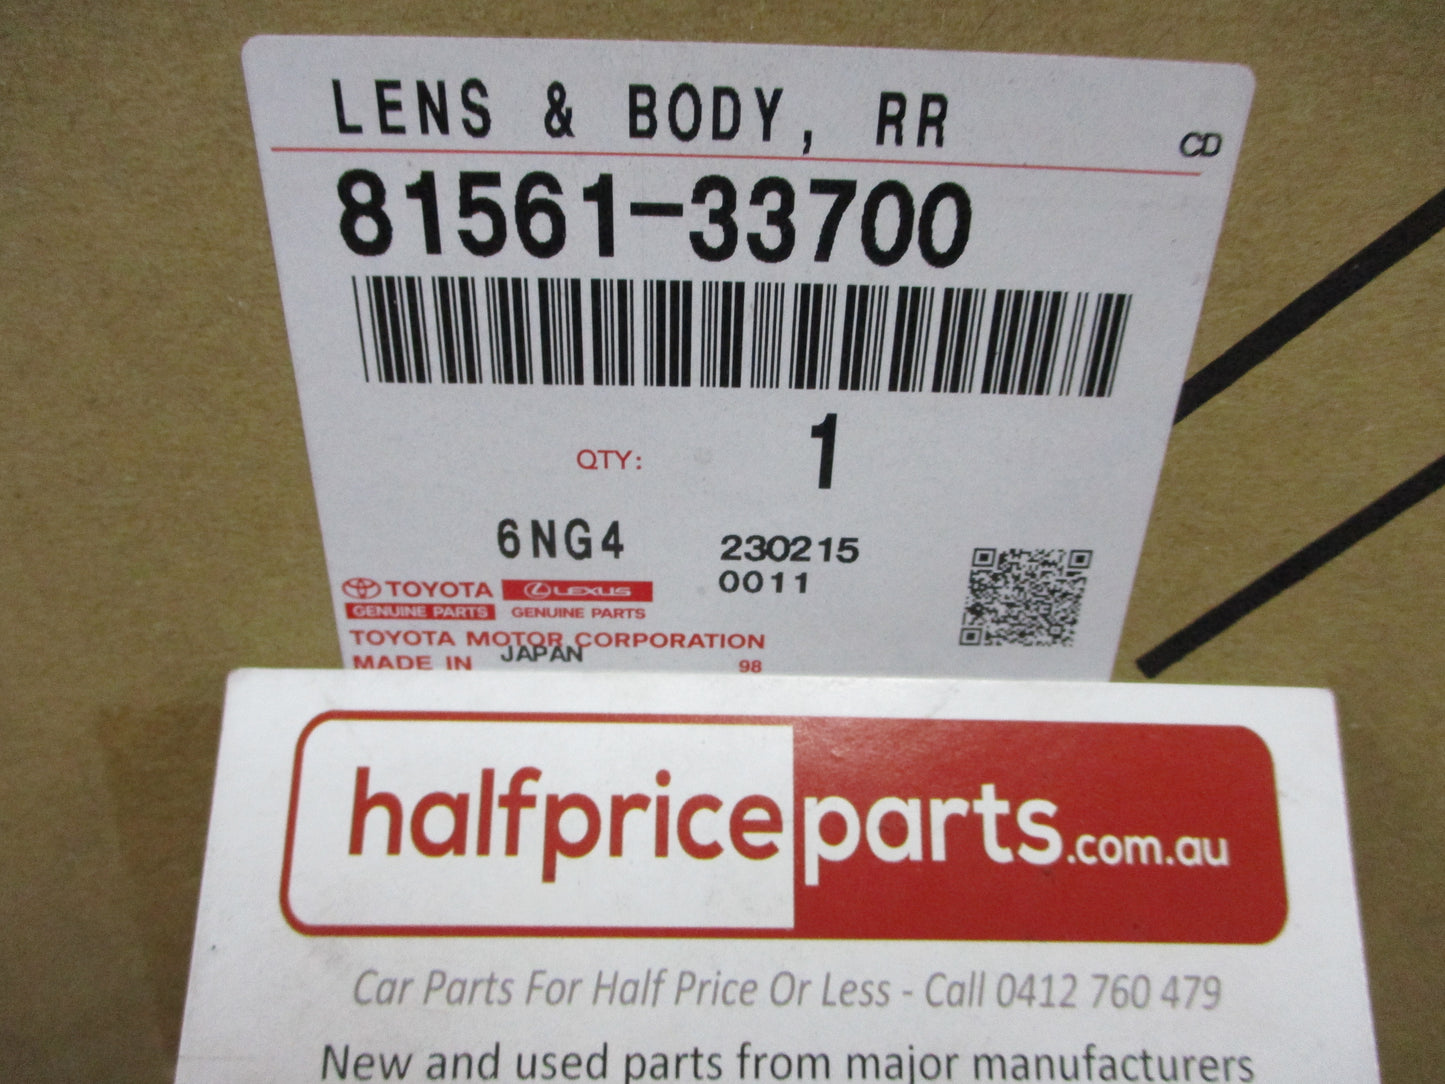 LENS & BODY, RR
CD
81561-33700
QTY: 1
6NG4 230215
0011
TOYOTA LEXUS
GENUINE PARTS GENUINE PARTS
TOYOTA MOTOR CORPORATION
MADE IN JAPAN 98
halfpriceparts.com.au
Car Parts For Half Price Or Less - Call 0412 760 479
New and used parts from major manufacturers